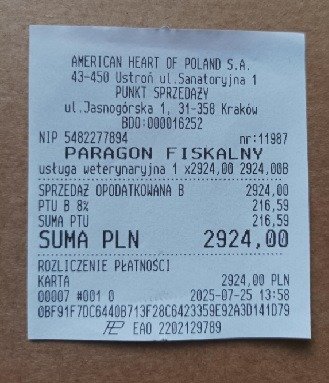 AMERICAN HEART OF POLAND S.A.
43-450 Ustroń ul.Sanatoryjna 1
PUNKT SPRZEDAŻY
ul.Jasnogórska 1, 31-358 Kraków
BDO:000016252
NIP 5482277894 nr:11987
PARAGON FISKALNY
usługa weterynaryjna 1 x2924,00 2924,00B
SPRZEDAŻ OPODATKOWANA B 2924,00
PTU B 8% 216,59
SUMA PTU 216,59
SUMA PLN 2924,00
ROZLICZENIE PŁATNOŚCI
KARTA 2924,00 PLN
00007 #001 0 2025-07-25 13:58
0BF91F7DC6440B713F28C6423359E92A3D141D79
EAO 2202129789